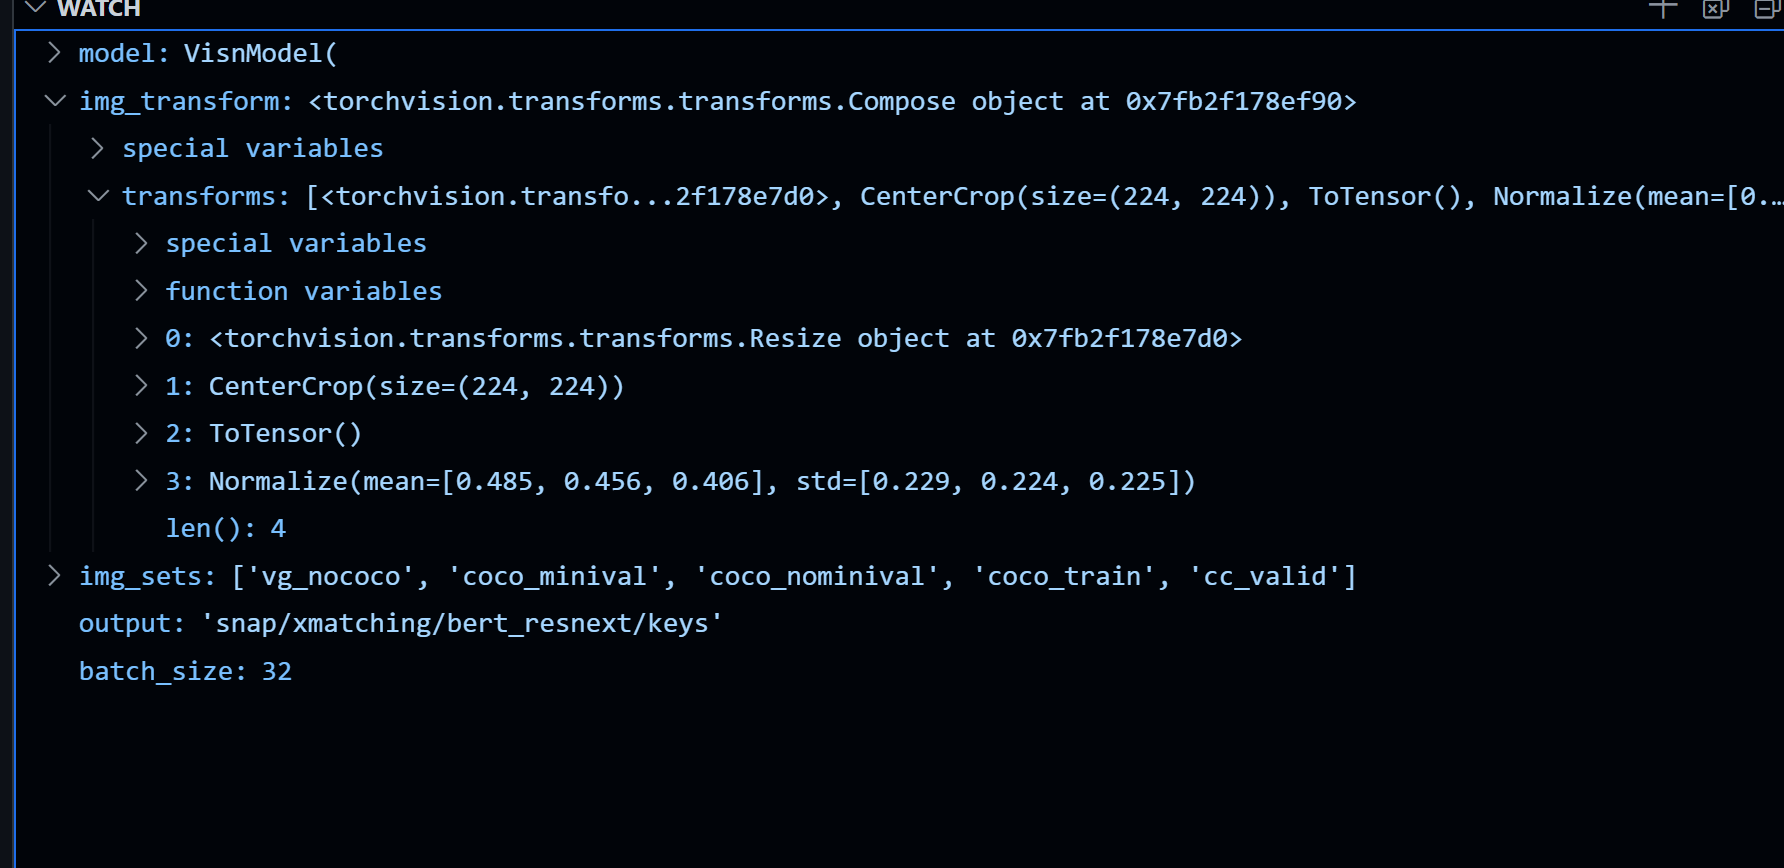 WATCH
model: VisnModel(
img_transform: <torchvision.transforms.transforms.Compose object at 0x7fb2f178ef90>
special variables
transforms: [<torchvision.transfo...2f178e7d0>, CenterCrop(size=(224, 224)), ToTensor(), Normalize(mean=[0.…
special variables
function variables
0: <torchvision.transforms.transforms.Resize object at 0x7fb2f178e7d0>
1: CenterCrop(size=(224, 224))
2: ToTensor()
3: Normalize(mean=[0.485, 0.456, 0.406], std=[0.229, 0.224, 0.225])
len(): 4
img_sets: ['vg_nococo', 'coco_minival', 'coco_nominival', 'coco_train', 'cc_valid']
output: 'snap/xmatching/bert_resnext/keys'
batch_size: 32